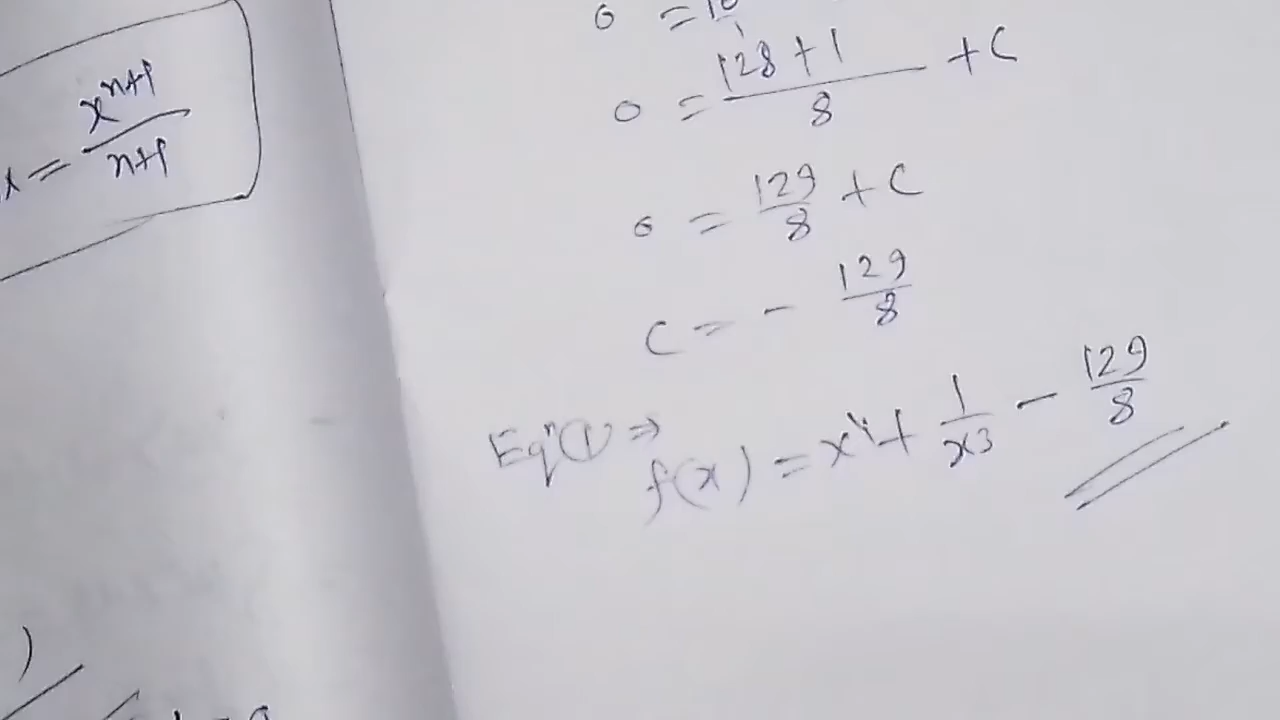 x = x^{n+1}/(n+1)
0 = (128 + 1)/8 + C
0 = 129/8 + C
C = - 129/8
Eqⁿ(1) ⇒ f(x) = x⁴ + 1/x³ - 129/8
)